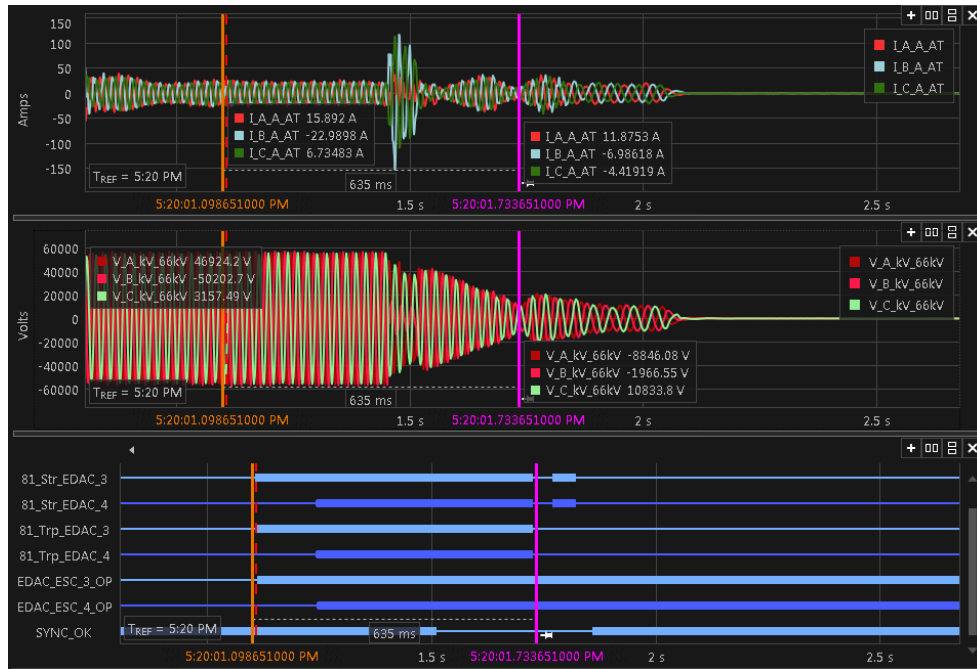 150
100
50
0
-50
-100
-150
Amps
I_A_A_AT
I_B_A_AT
I_C_A_AT
I_A_A_AT 15.892 A
I_B_A_AT -22.9898 A
I_C_A_AT 6.73483 A
I_A_A_AT 11.8753 A
I_B_A_AT -6.98618 A
I_C_A_AT -4.41919 A
TREF = 5:20 PM
635 ms
5:20:01.098651000 PM
1.5 s
5:20:01.733651000 PM
2 s
2.5 s
60000
40000
20000
0
-20000
-40000
-60000
Volts
V_A_kV_66kV 46924.2 V
V_B_kV_66kV -50202.7 V
V_C_kV_66kV 3157.49 V
V_A_kV_66kV
V_B_kV_66kV
V_C_kV_66kV
V_A_kV_66kV -8846.08 V
V_B_kV_66kV -1966.55 V
V_C_kV_66kV 10833.8 V
TREF = 5:20 PM
635 ms
5:20:01.098651000 PM
1.5 s
5:20:01.733651000 PM
2 s
2.5 s
81_Str_EDAC_3
81_Str_EDAC_4
81_Trp_EDAC_3
81_Trp_EDAC_4
EDAC_ESC_3_OP
EDAC_ESC_4_OP
SYNC_OK
TREF = 5:20 PM
635 ms
5:20:01.098651000 PM
1.5 s
5:20:01.733651000 PM
2 s
2.5 s